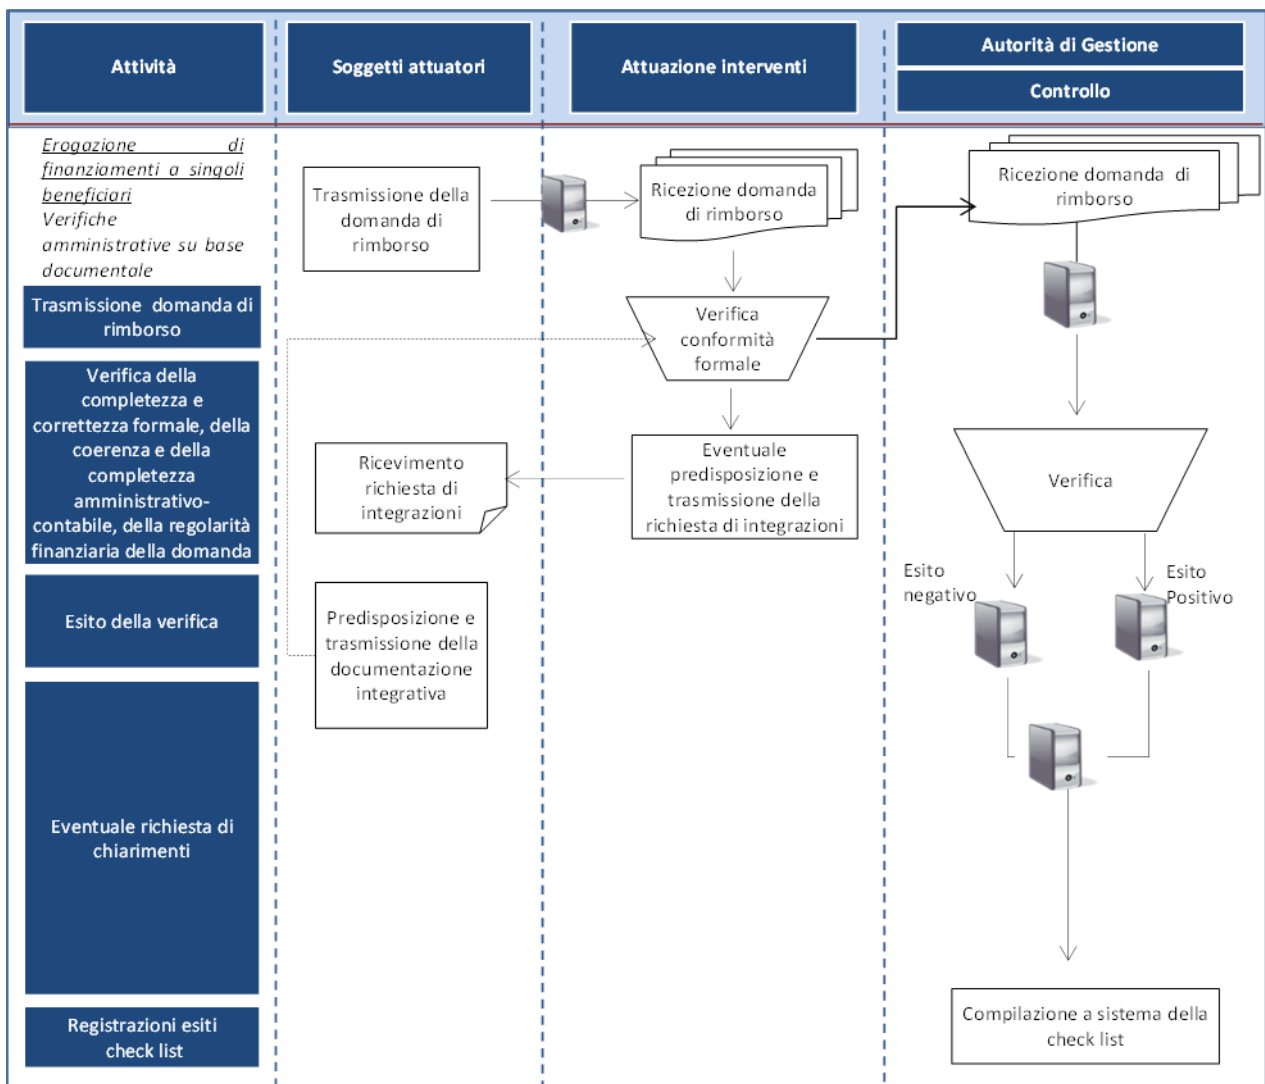 Attività
Soggetti attuatori
Attuazione interventi
Autorità di Gestione
Controllo
Erogazione di
finanziamenti a singoli
beneficiari
Verifiche
amministrative su base
documentale
Trasmissione della
domanda di
rimborso
Ricezione domanda
di rimborso
Ricezione domanda di
rimborso
Trasmissione domanda di
rimborso
Verifica
conformità
formale
Verifica della
completezza e
correttezza formale, della
coerenza e della
completezza
amministrativo-
contabile, della regolarità
finanziaria della domanda
Ricevimento
richiesta di
integrazioni
Eventuale
predisposizione e
trasmissione della
richiesta di integrazioni
Verifica
Esito
negativo
Esito
Positivo
Esito della verifica
Predisposizione e
trasmissione della
documentazione
integrativa
Eventuale richiesta di
chiarimenti
Registrazioni esiti
check list
Compilazione a sistema della
check list